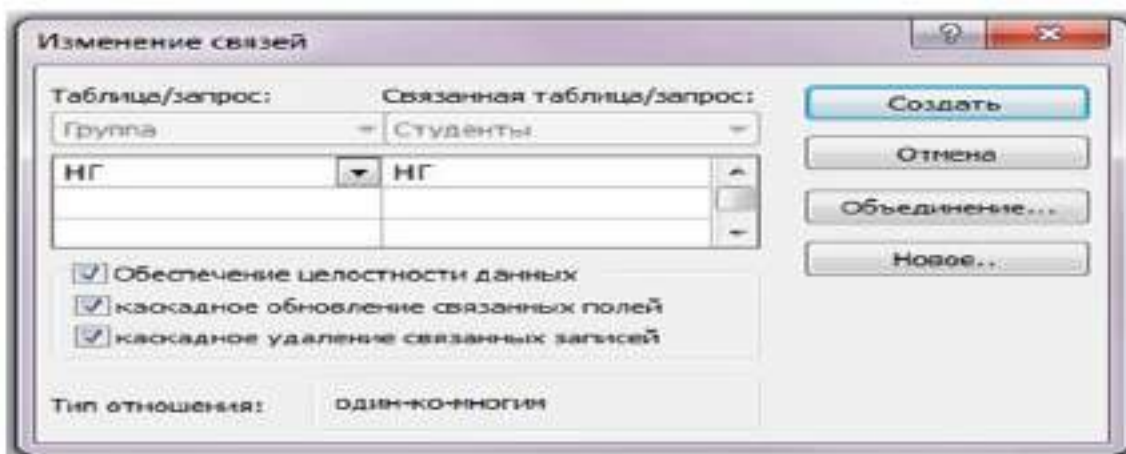 Изменение связей
Таблица/запрос: Связанная таблица/запрос:
Группа Студенты
НГ НГ
Обеспечение целостности данных
каскадное обновление связанных полей
каскадное удаление связанных записей
Тип отношения: один-ко-многим
Создать
Отмена
Объединение...
Новое..